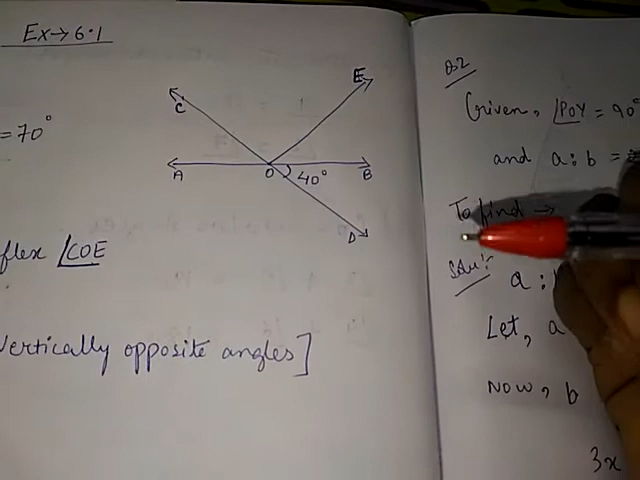 Ex→6.1
= 70°
C
E
A
O
40°
B
D
flex ∠COE
Vertically opposite angles]
Q.2
Given, ∠POY = 90°
and a:b =
To find →
Solu:
a :
Let, a
Now, b
3x